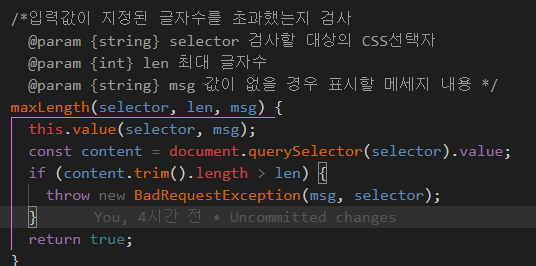 /*입력값이 지정된 글자수를 초과했는지 검사
@param {string} selector 검사할 대상의 CSS선택자
@param {int} len 최대 글자수
@param {string} msg 값이 없을 경우 표시할 메세지 내용 */
maxLength(selector, len, msg) {
this.value(selector, msg);
const content = document.querySelector(selector).value;
if (content.trim().length > len) {
throw new BadRequestException(msg, selector);
} You, 4시간 전 • Uncommitted changes
return true;
}